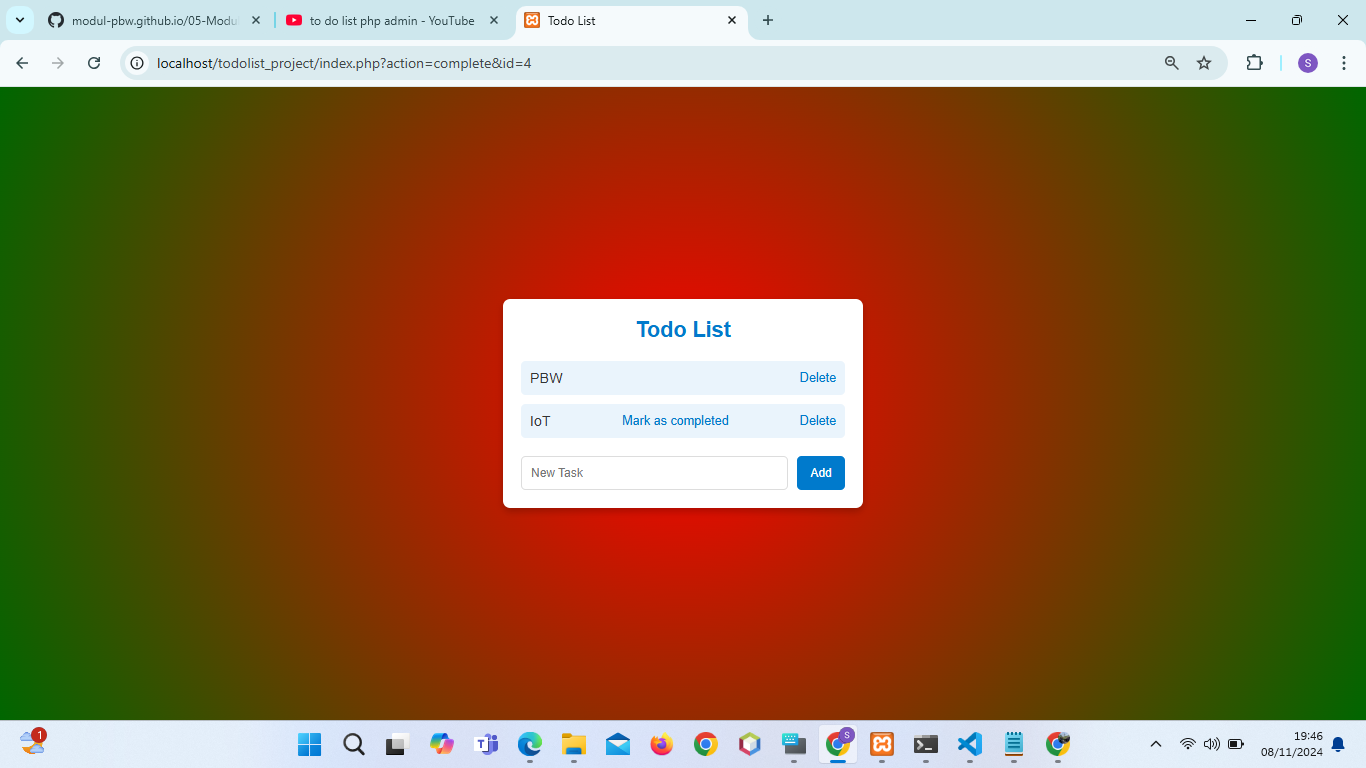 modul-pbw.github.io/05-Modu
to do list php admin - YouTube
Todo List
localhost/todolist_project/index.php?action=complete&id=4
S
Todo List
PBW
Delete
IoT
Mark as completed
Delete
New Task
Add
1
S
19:46
08/11/2024